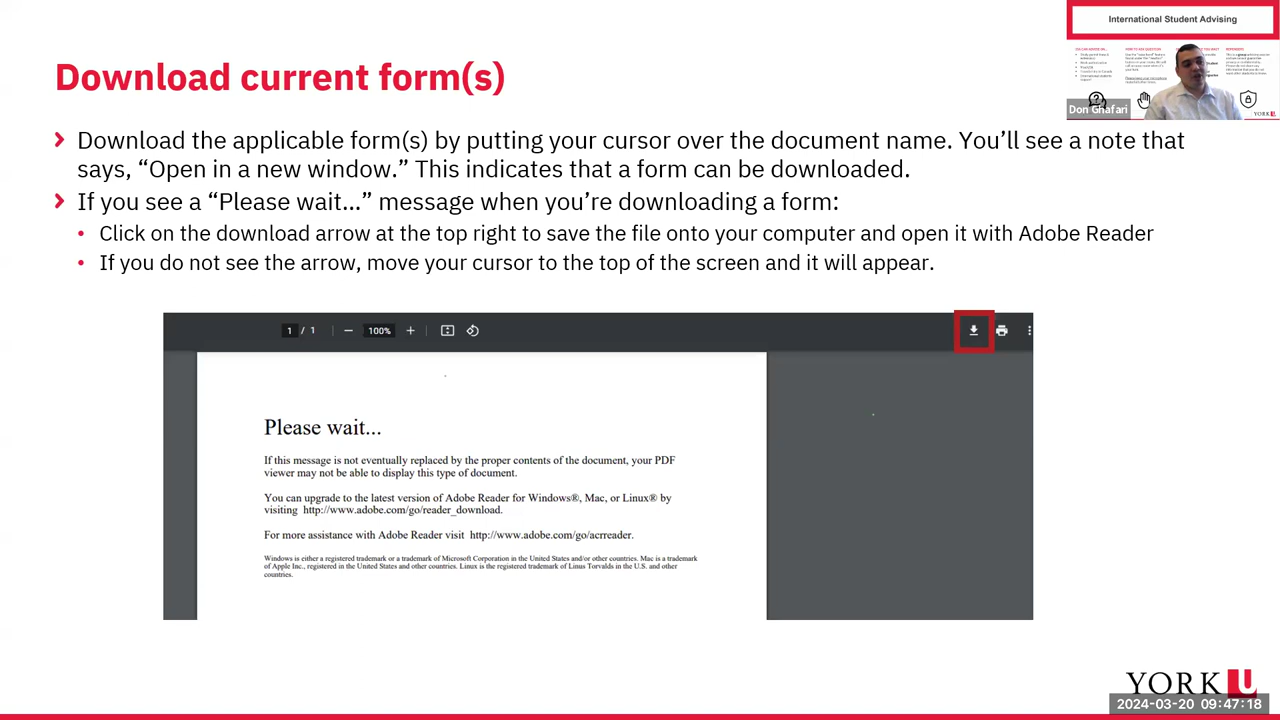 International Student Advising
Don Ghafari
YORK U
Download current form(s)
Download the applicable form(s) by putting your cursor over the document name. You’ll see a note that
says, “Open in a new window.” This indicates that a form can be downloaded.
If you see a “Please wait...” message when you’re downloading a form:
• Click on the download arrow at the top right to save the file onto your computer and open it with Adobe Reader
• If you do not see the arrow, move your cursor to the top of the screen and it will appear.
1 / 1 − 100% +
Please wait...
If this message is not eventually replaced by the proper contents of the document, your PDF
viewer may not be able to display this type of document.
You can upgrade to the latest version of Adobe Reader for Windows®, Mac, or Linux® by
visiting http://www.adobe.com/go/reader_download.
For more assistance with Adobe Reader visit http://www.adobe.com/go/acrreader.
Windows is either a registered trademark or a trademark of Microsoft Corporation in the United States and/or other countries. Mac is a trademark
of Apple Inc., registered in the United States and other countries. Linux is the registered trademark of Linus Torvalds in the U.S. and other
countries.
YORK U
2024-03-20 09:47:18